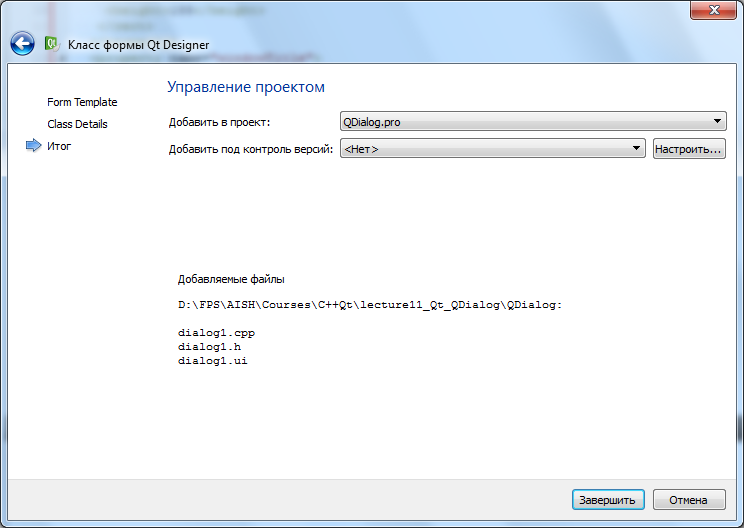 Класс формы Qt Designer
Управление проектом
Form Template
Class Details
Итог
Добавить в проект: QDialog.pro
Добавить под контроль версий: <Нет> Настроить...
Добавляемые файлы
D:\FPS\AISH\Courses\C++Qt\lecture11_Qt_QDialog\QDialog:
dialog1.cpp
dialog1.h
dialog1.ui
Завершить Отмена